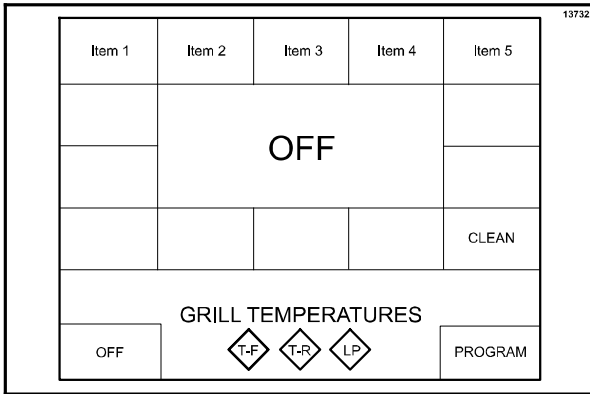 13732
Item 1 Item 2 Item 3 Item 4 Item 5
OFF
CLEAN
GRILL TEMPERATURES
OFF T-F T-R LP PROGRAM